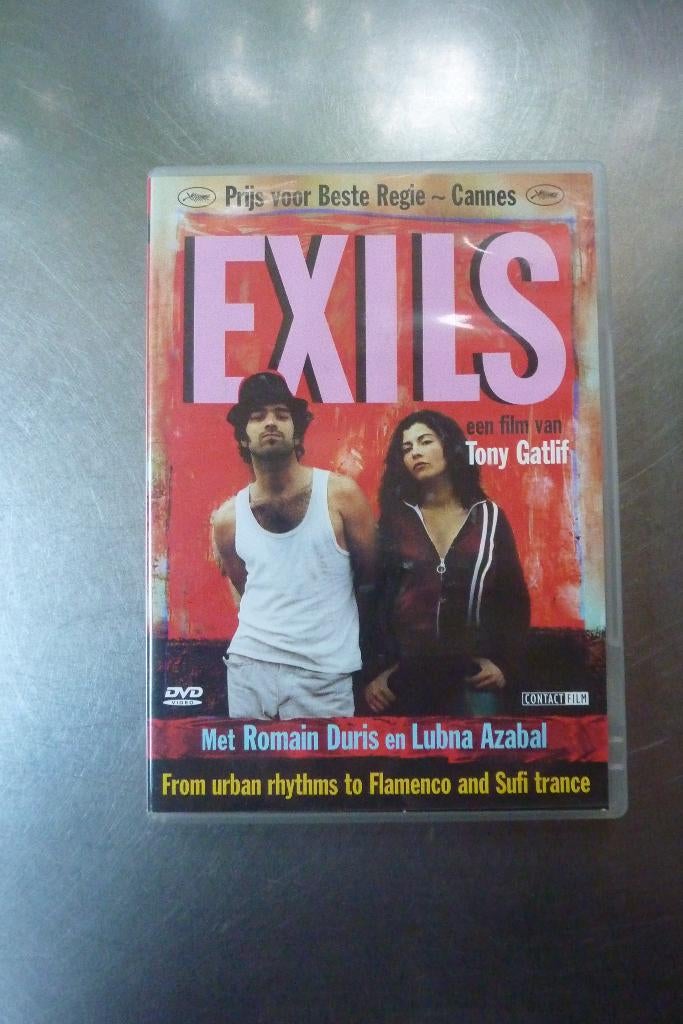 Prijs voor Beste Regie ~ Cannes
EXILS
een film van
Tony Gatlif
DVD
VIDEO
CONTACT FILM
Met Romain Duris en Lubna Azabal
From urban rhythms to Flamenco and Sufi trance